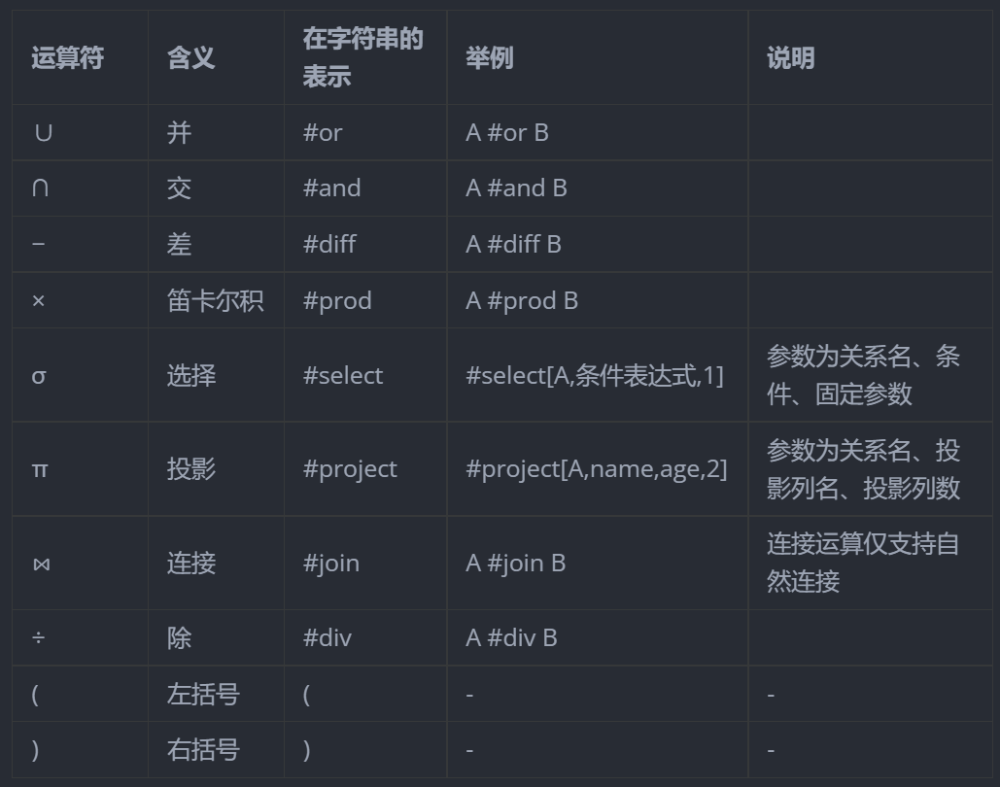 运算符 含义 在字符串的表示 举例 说明
∪ 并 #or A #or B
∩ 交 #and A #and B
− 差 #diff A #diff B
× 笛卡尔积 #prod A #prod B
σ 选择 #select #select[A,条件表达式,1] 参数为关系名、条件、固定参数
π 投影 #project #project[A,name,age,2] 参数为关系名、投影列名、投影列数
⋈ 连接 #join A #join B 连接运算仅支持自然连接
÷ 除 #div A #div B
( 左括号 ( - -
) 右括号 ) - -